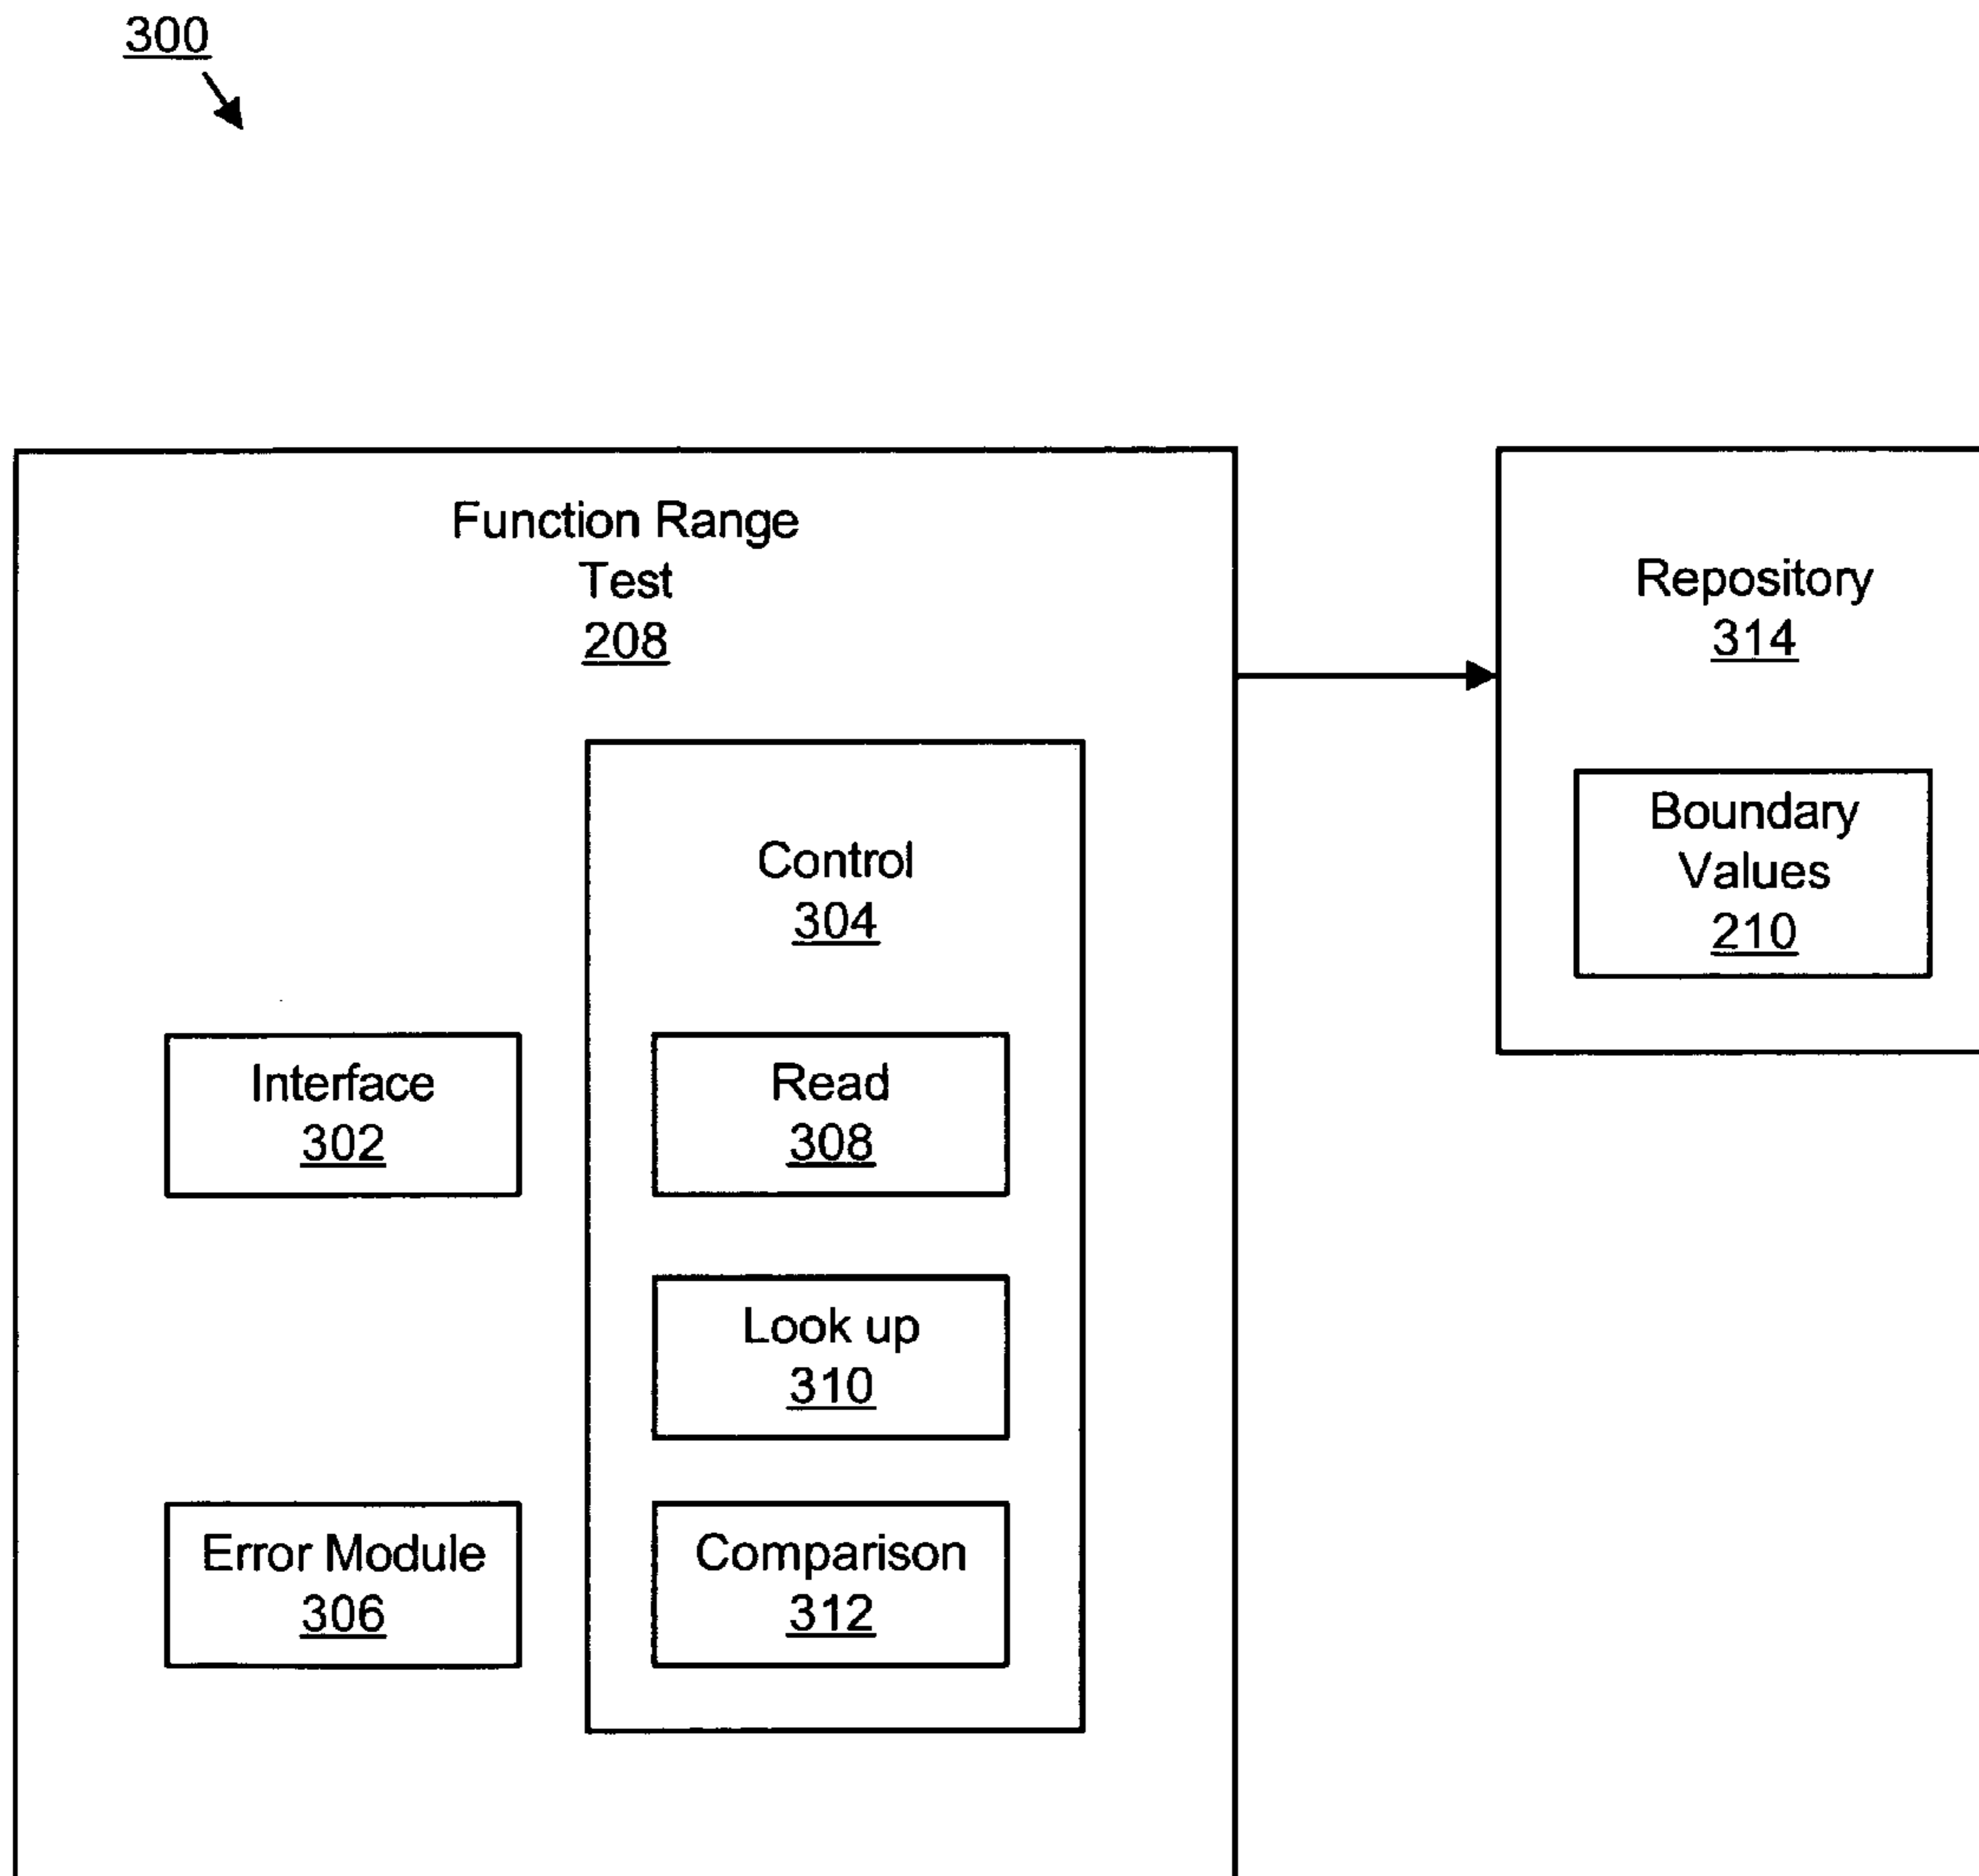 300
Function Range
Test
208
Repository
314
Boundary
Values
210
Control
304
Interface
302
Read
308
Look up
310
Error Module
306
Comparison
312